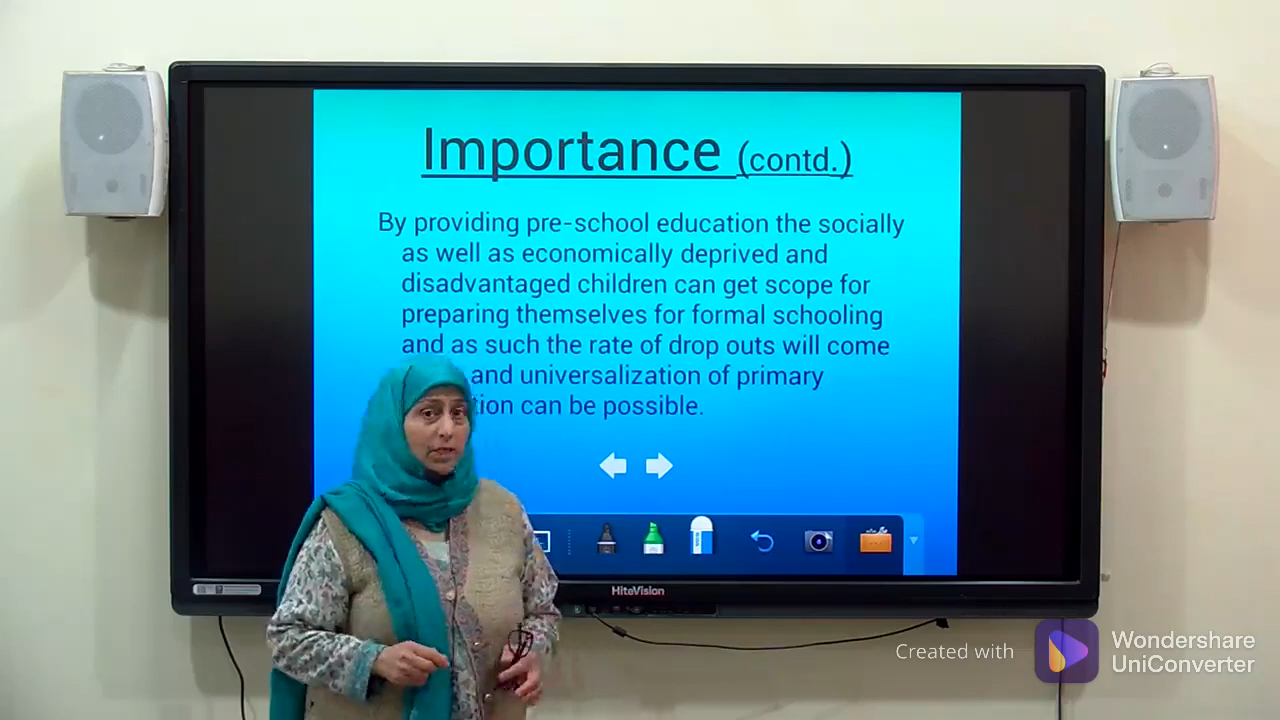 Importance (contd.)
By providing pre-school education the socially
as well as economically deprived and
disadvantaged children can get scope for
preparing themselves for formal schooling
and as such the rate of drop outs will come
and universalization of primary
tion can be possible.
HiteVision
Created with
Wondershare
UniConverter